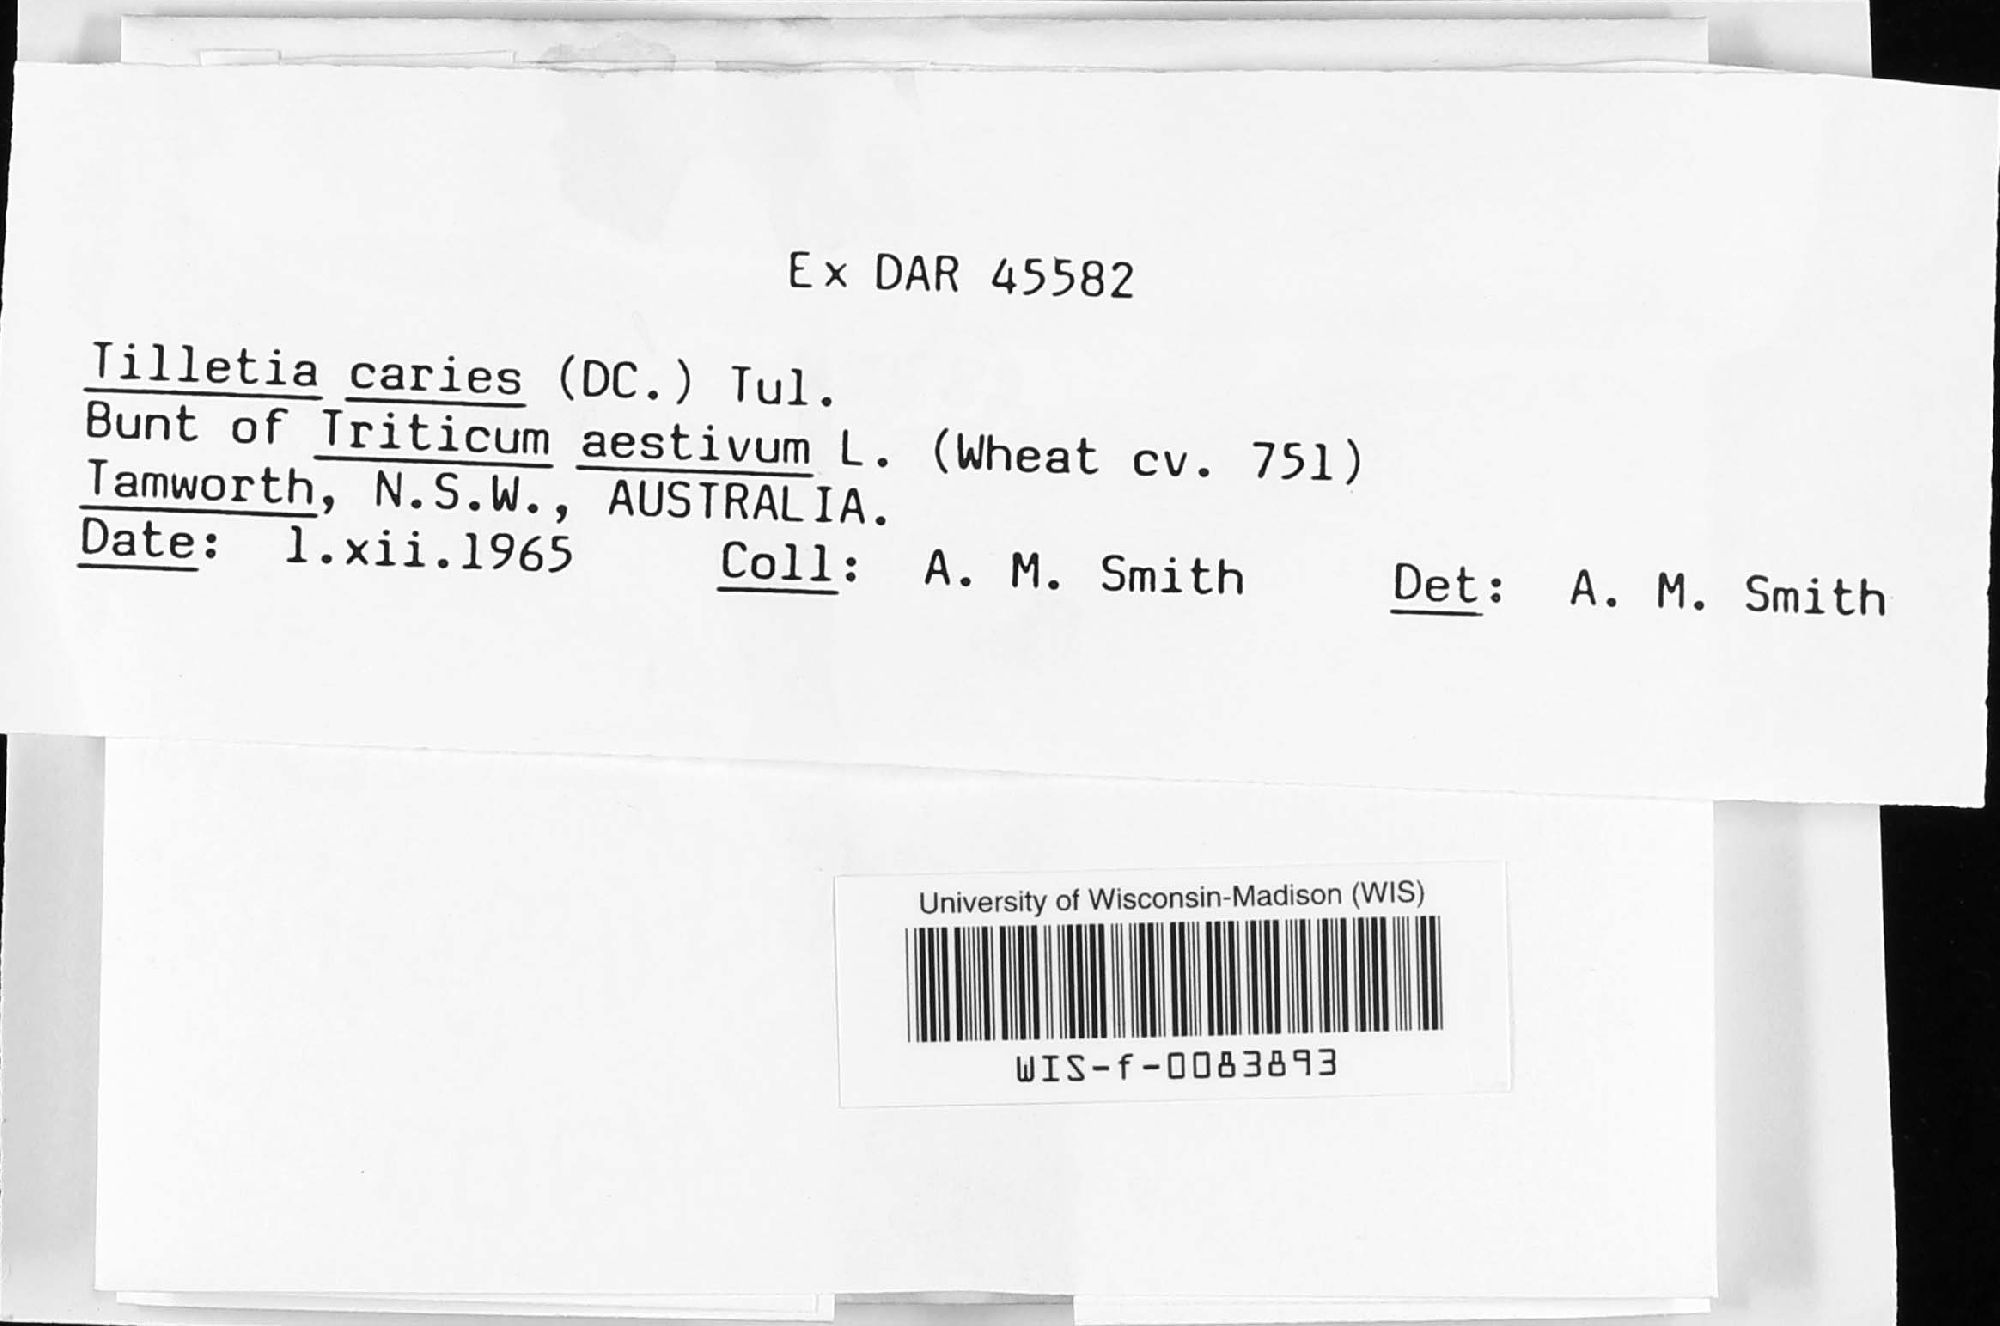 Ex DAR 45582
Tilletia caries (DC.) Tul.
Bunt of Triticum aestivum L. (Wheat cv. 751)
Tamworth, N.S.W., AUSTRALIA.
Date: 1.xii.1965 Coll: A. M. Smith Det: A. M. Smith
University of Wisconsin-Madison (WIS)
WIS-f-0083893